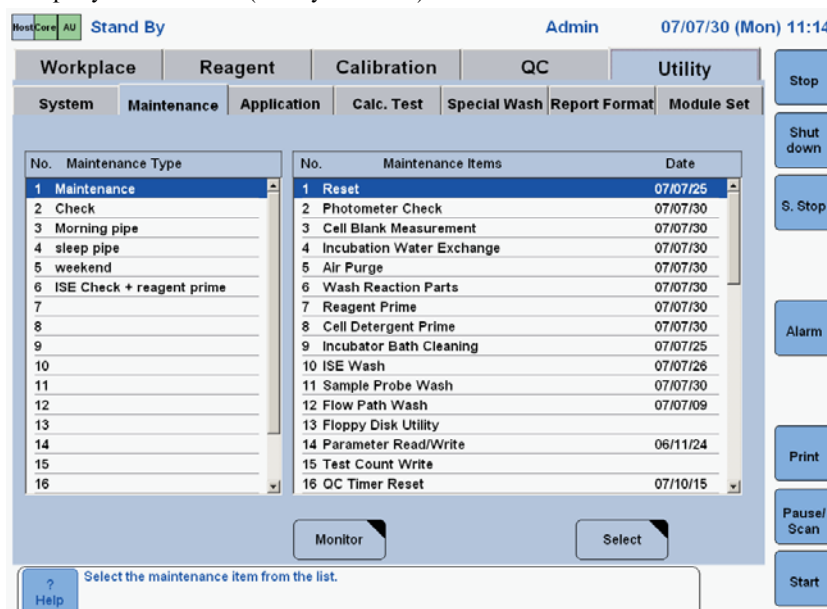 HostCore AU Stand By Admin 07/07/30 (Mon) 11:14
Workplace Reagent Calibration QC Utility
System Maintenance Application Calc. Test Special Wash Report Format Module Set
No. Maintenance Type
1 Maintenance
2 Check
3 Morning pipe
4 sleep pipe
5 weekend
6 ISE Check + reagent prime
7
8
9
10
11
12
13
14
15
16
No. Maintenance Items Date
1 Reset 07/07/25
2 Photometer Check 07/07/30
3 Cell Blank Measurement 07/07/30
4 Incubation Water Exchange 07/07/30
5 Air Purge 07/07/30
6 Wash Reaction Parts 07/07/30
7 Reagent Prime 07/07/30
8 Cell Detergent Prime 07/07/30
9 Incubator Bath Cleaning 07/07/25
10 ISE Wash 07/07/26
11 Sample Probe Wash 07/07/30
12 Flow Path Wash 07/07/09
13 Floppy Disk Utility
14 Parameter Read/Write 06/11/24
15 Test Count Write
16 QC Timer Reset 07/10/15
Monitor Select
? Help
Select the maintenance item from the list.
Stop
Shut
down
S. Stop
Alarm
Print
Pause/
Scan
Start